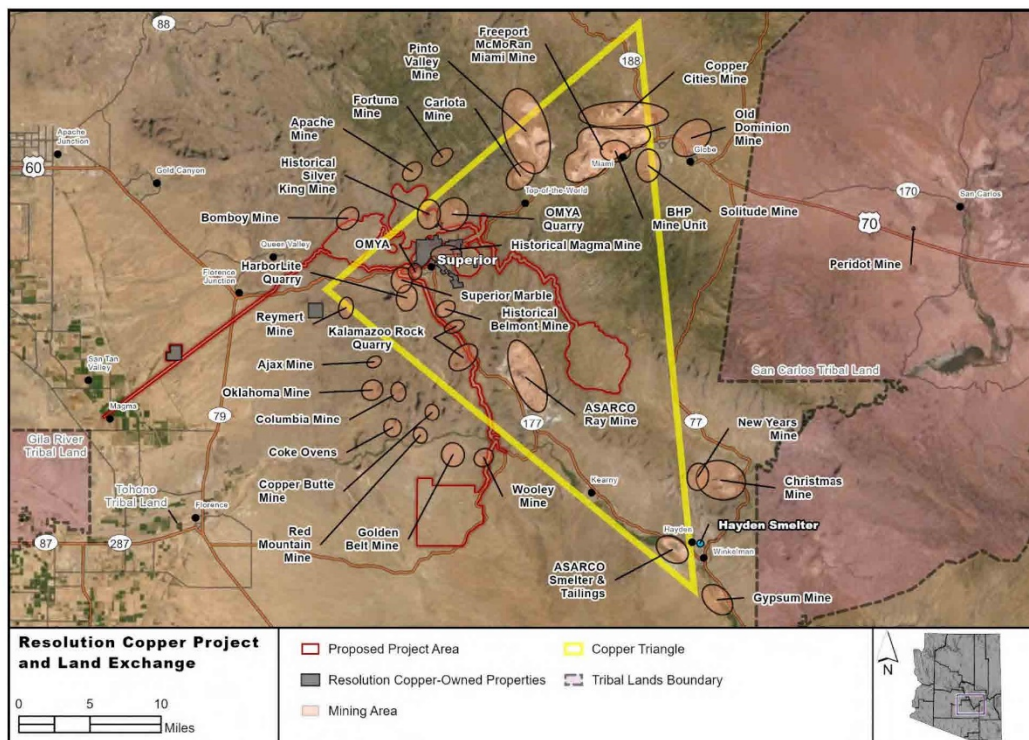 88
Freeport
McMoRan
Miami Mine
Pinto
Valley
Mine
188
Copper
Cities Mine
Fortuna
Mine
Carlota
Mine
Old
Dominion
Mine
Apache
Junction
Apache
Mine
Miami
Globe
60
Gold Canyon
Historical
Silver
King Mine
Top-of-the-World
170
San Carlos
Bomboy Mine
OMYA
Quarry
BHP
Mine Unit
Solitude Mine
70
Queen Valley
OMYA
Historical Magma Mine
Superior
Peridot Mine
HarborLite
Quarry
Florence
Junction
Superior Marble
Reymert
Mine
Historical
Belmont Mine
Kalamazoo Rock
Quarry
San Tan
Valley
Ajax Mine
San Carlos Tribal Land
Oklahoma Mine
Magma
79
Columbia Mine
ASARCO
Ray Mine
177
77
New Years
Mine
Gila River
Tribal Land
Coke Ovens
Copper Butte
Mine
Wooley
Mine
Kearny
Christmas
Mine
Tohono
Tribal Land
Florence
Red
Mountain
Mine
Golden
Belt Mine
Hayden
Hayden Smelter
87
287
Winkelman
ASARCO
Smelter &
Tailings
Gypsum Mine
Resolution Copper Project
and Land Exchange
0 5 10
Miles
Proposed Project Area
Resolution Copper-Owned Properties
Mining Area
Copper Triangle
Tribal Lands Boundary
N